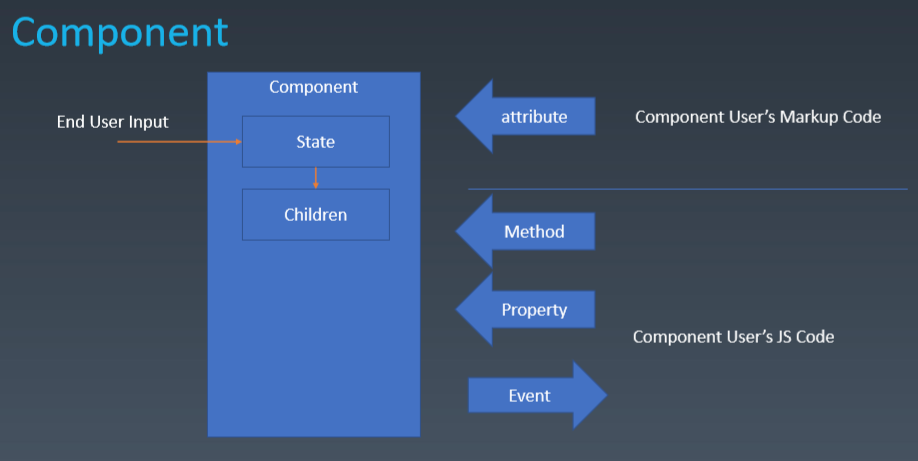 Component
Component
End User Input
State
Children
attribute
Component User's Markup Code
Method
Property
Component User's JS Code
Event